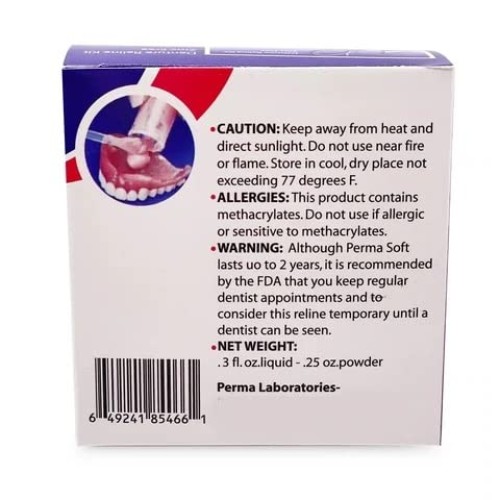 Denture Reline Kit
•CAUTION: Keep away from heat and
direct sunlight. Do not use near fire
or flame. Store in cool, dry place not
exceeding 77 degrees F.
•ALLERGIES: This product contains
methacrylates. Do not use if allergic
or sensitive to methacrylates.
•WARNING: Although Perma Soft
lasts uo to 2 years, it is recommended
by the FDA that you keep regular
dentist appointments and to
consider this reline temporary until a
dentist can be seen.
•NET WEIGHT:
.3 fl. oz. liquid - .25 oz. powder
Perma Laboratories-
6 49241 85466 1